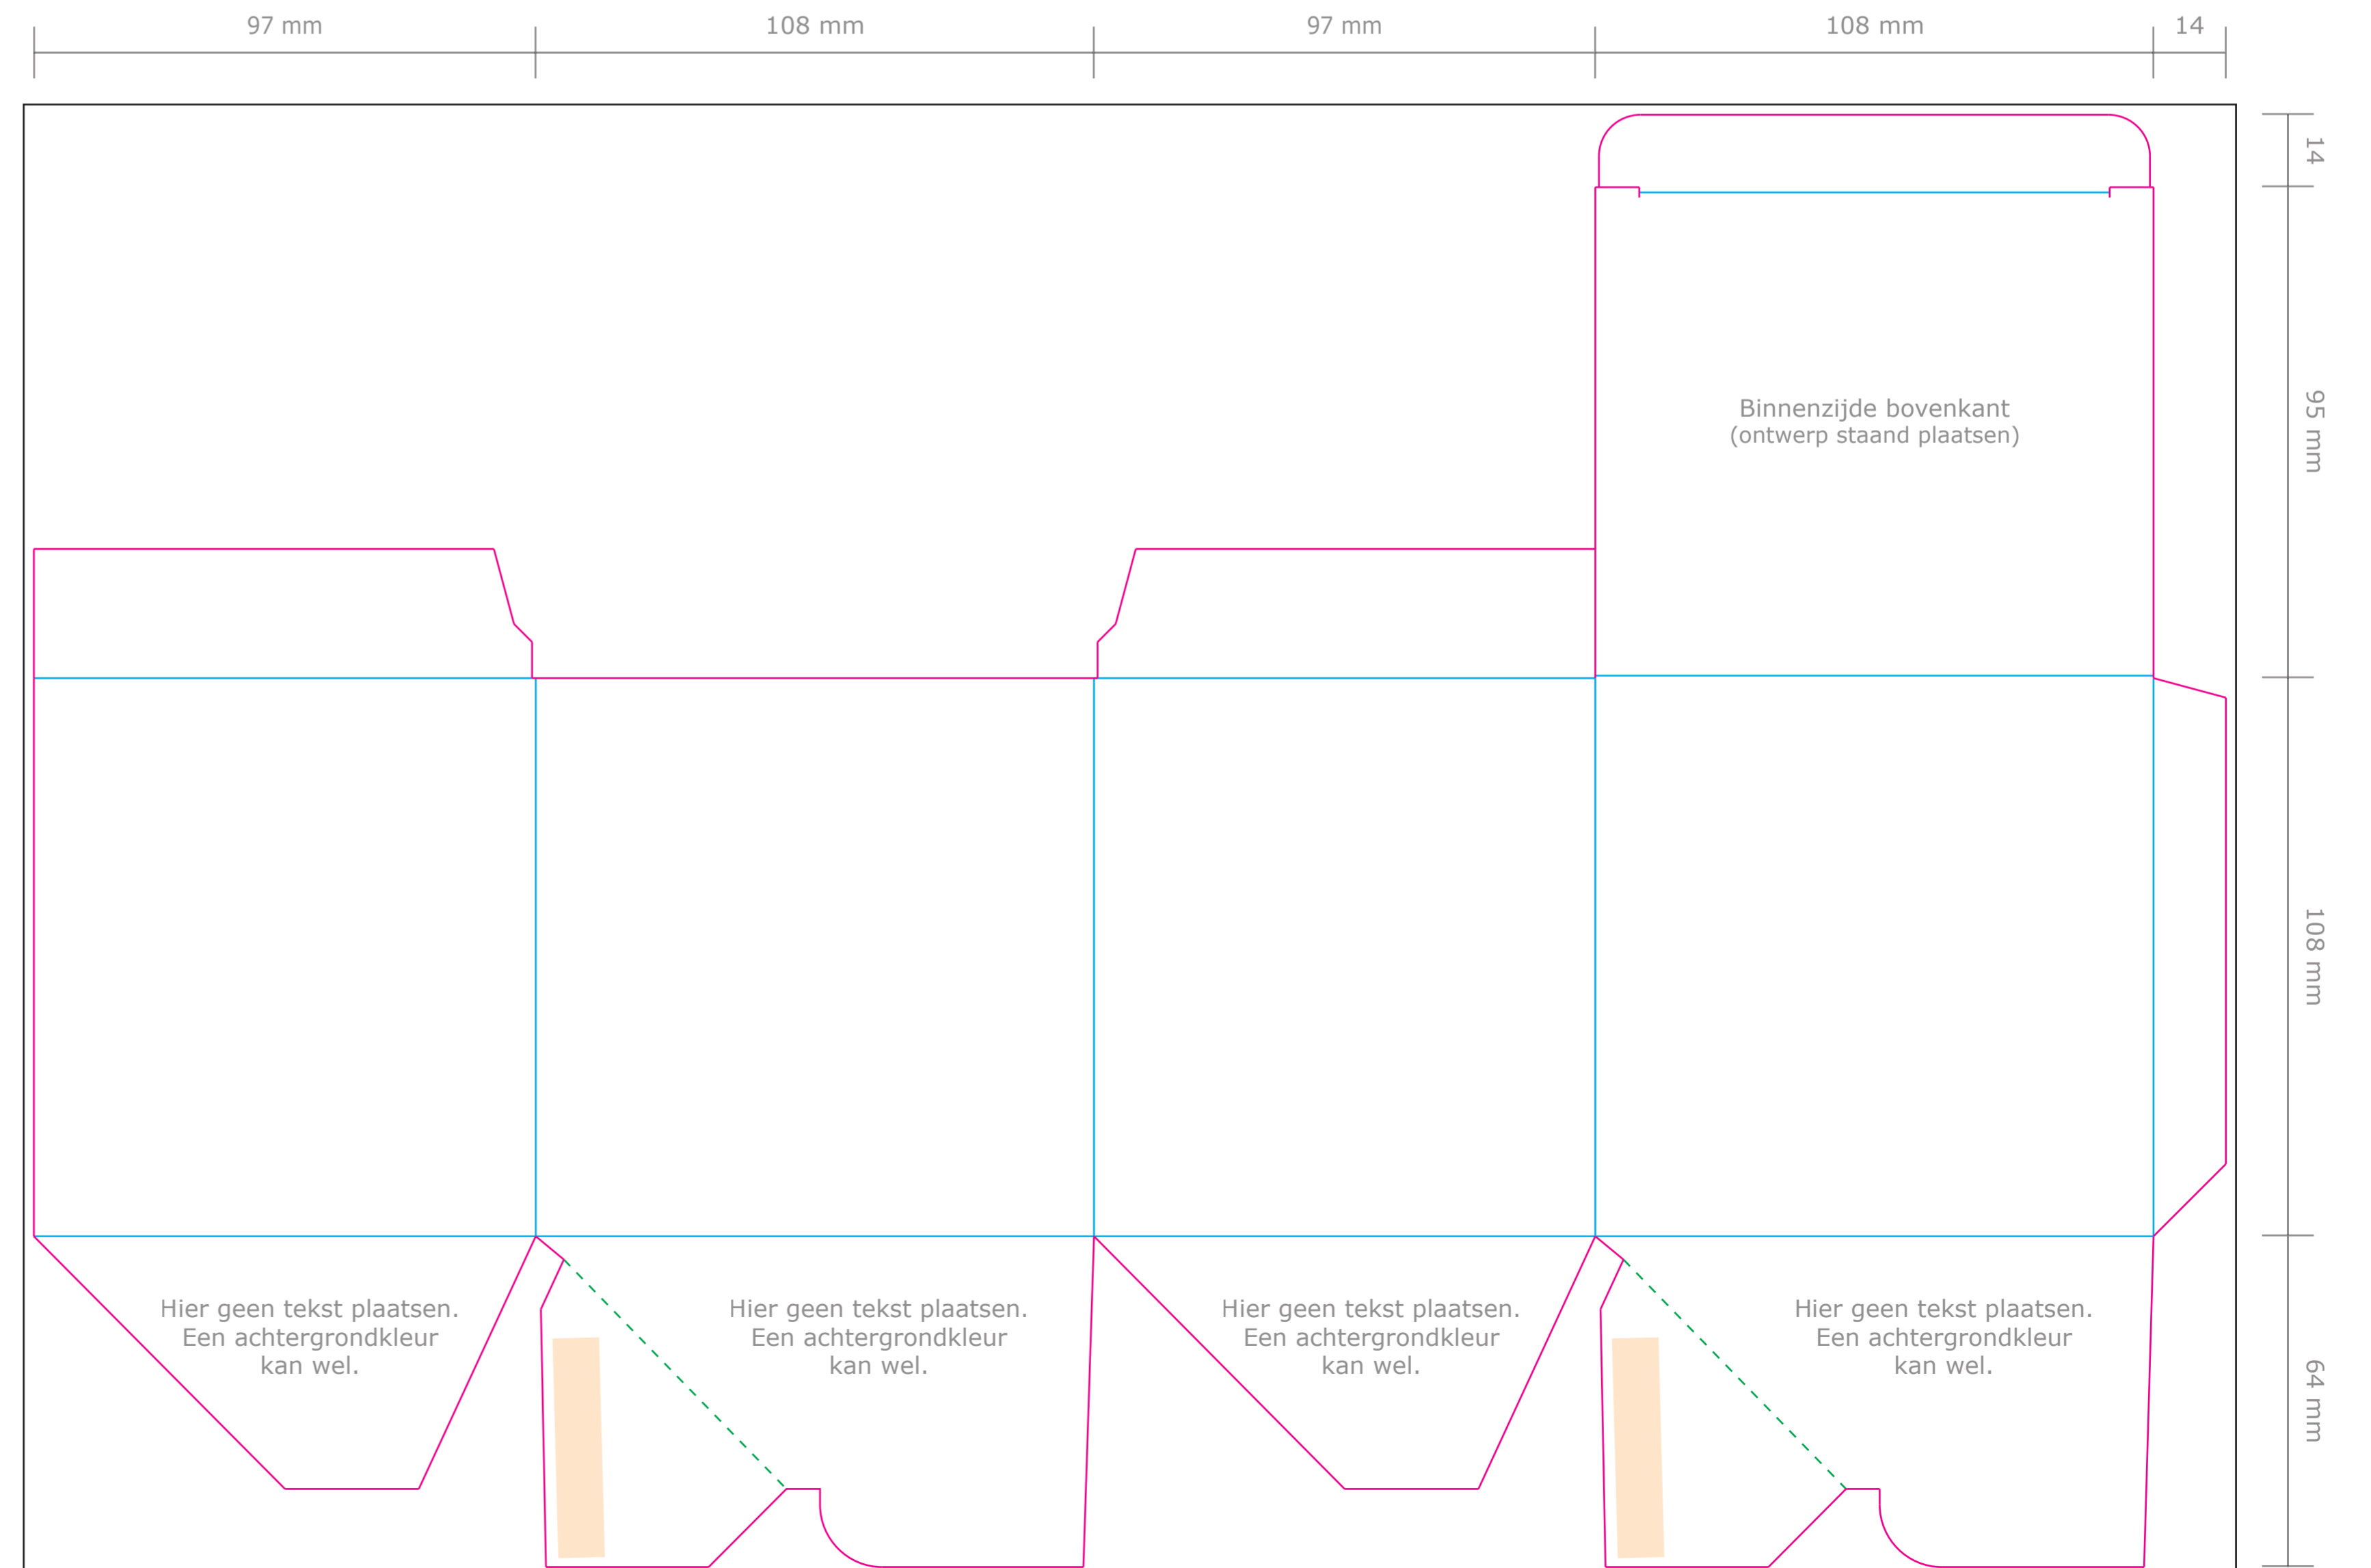 97 mm
108 mm
97 mm
108 mm
14
14
Binnenzijde bovenkant
(ontwerp staand plaatsen)
95 mm
108 mm
Hier geen tekst plaatsen.
Een achtergrondkleur
kan wel.
Hier geen tekst plaatsen.
Een achtergrondkleur
kan wel.
Hier geen tekst plaatsen.
Een achtergrondkleur
kan wel.
Hier geen tekst plaatsen.
Een achtergrondkleur
kan wel.
64 mm